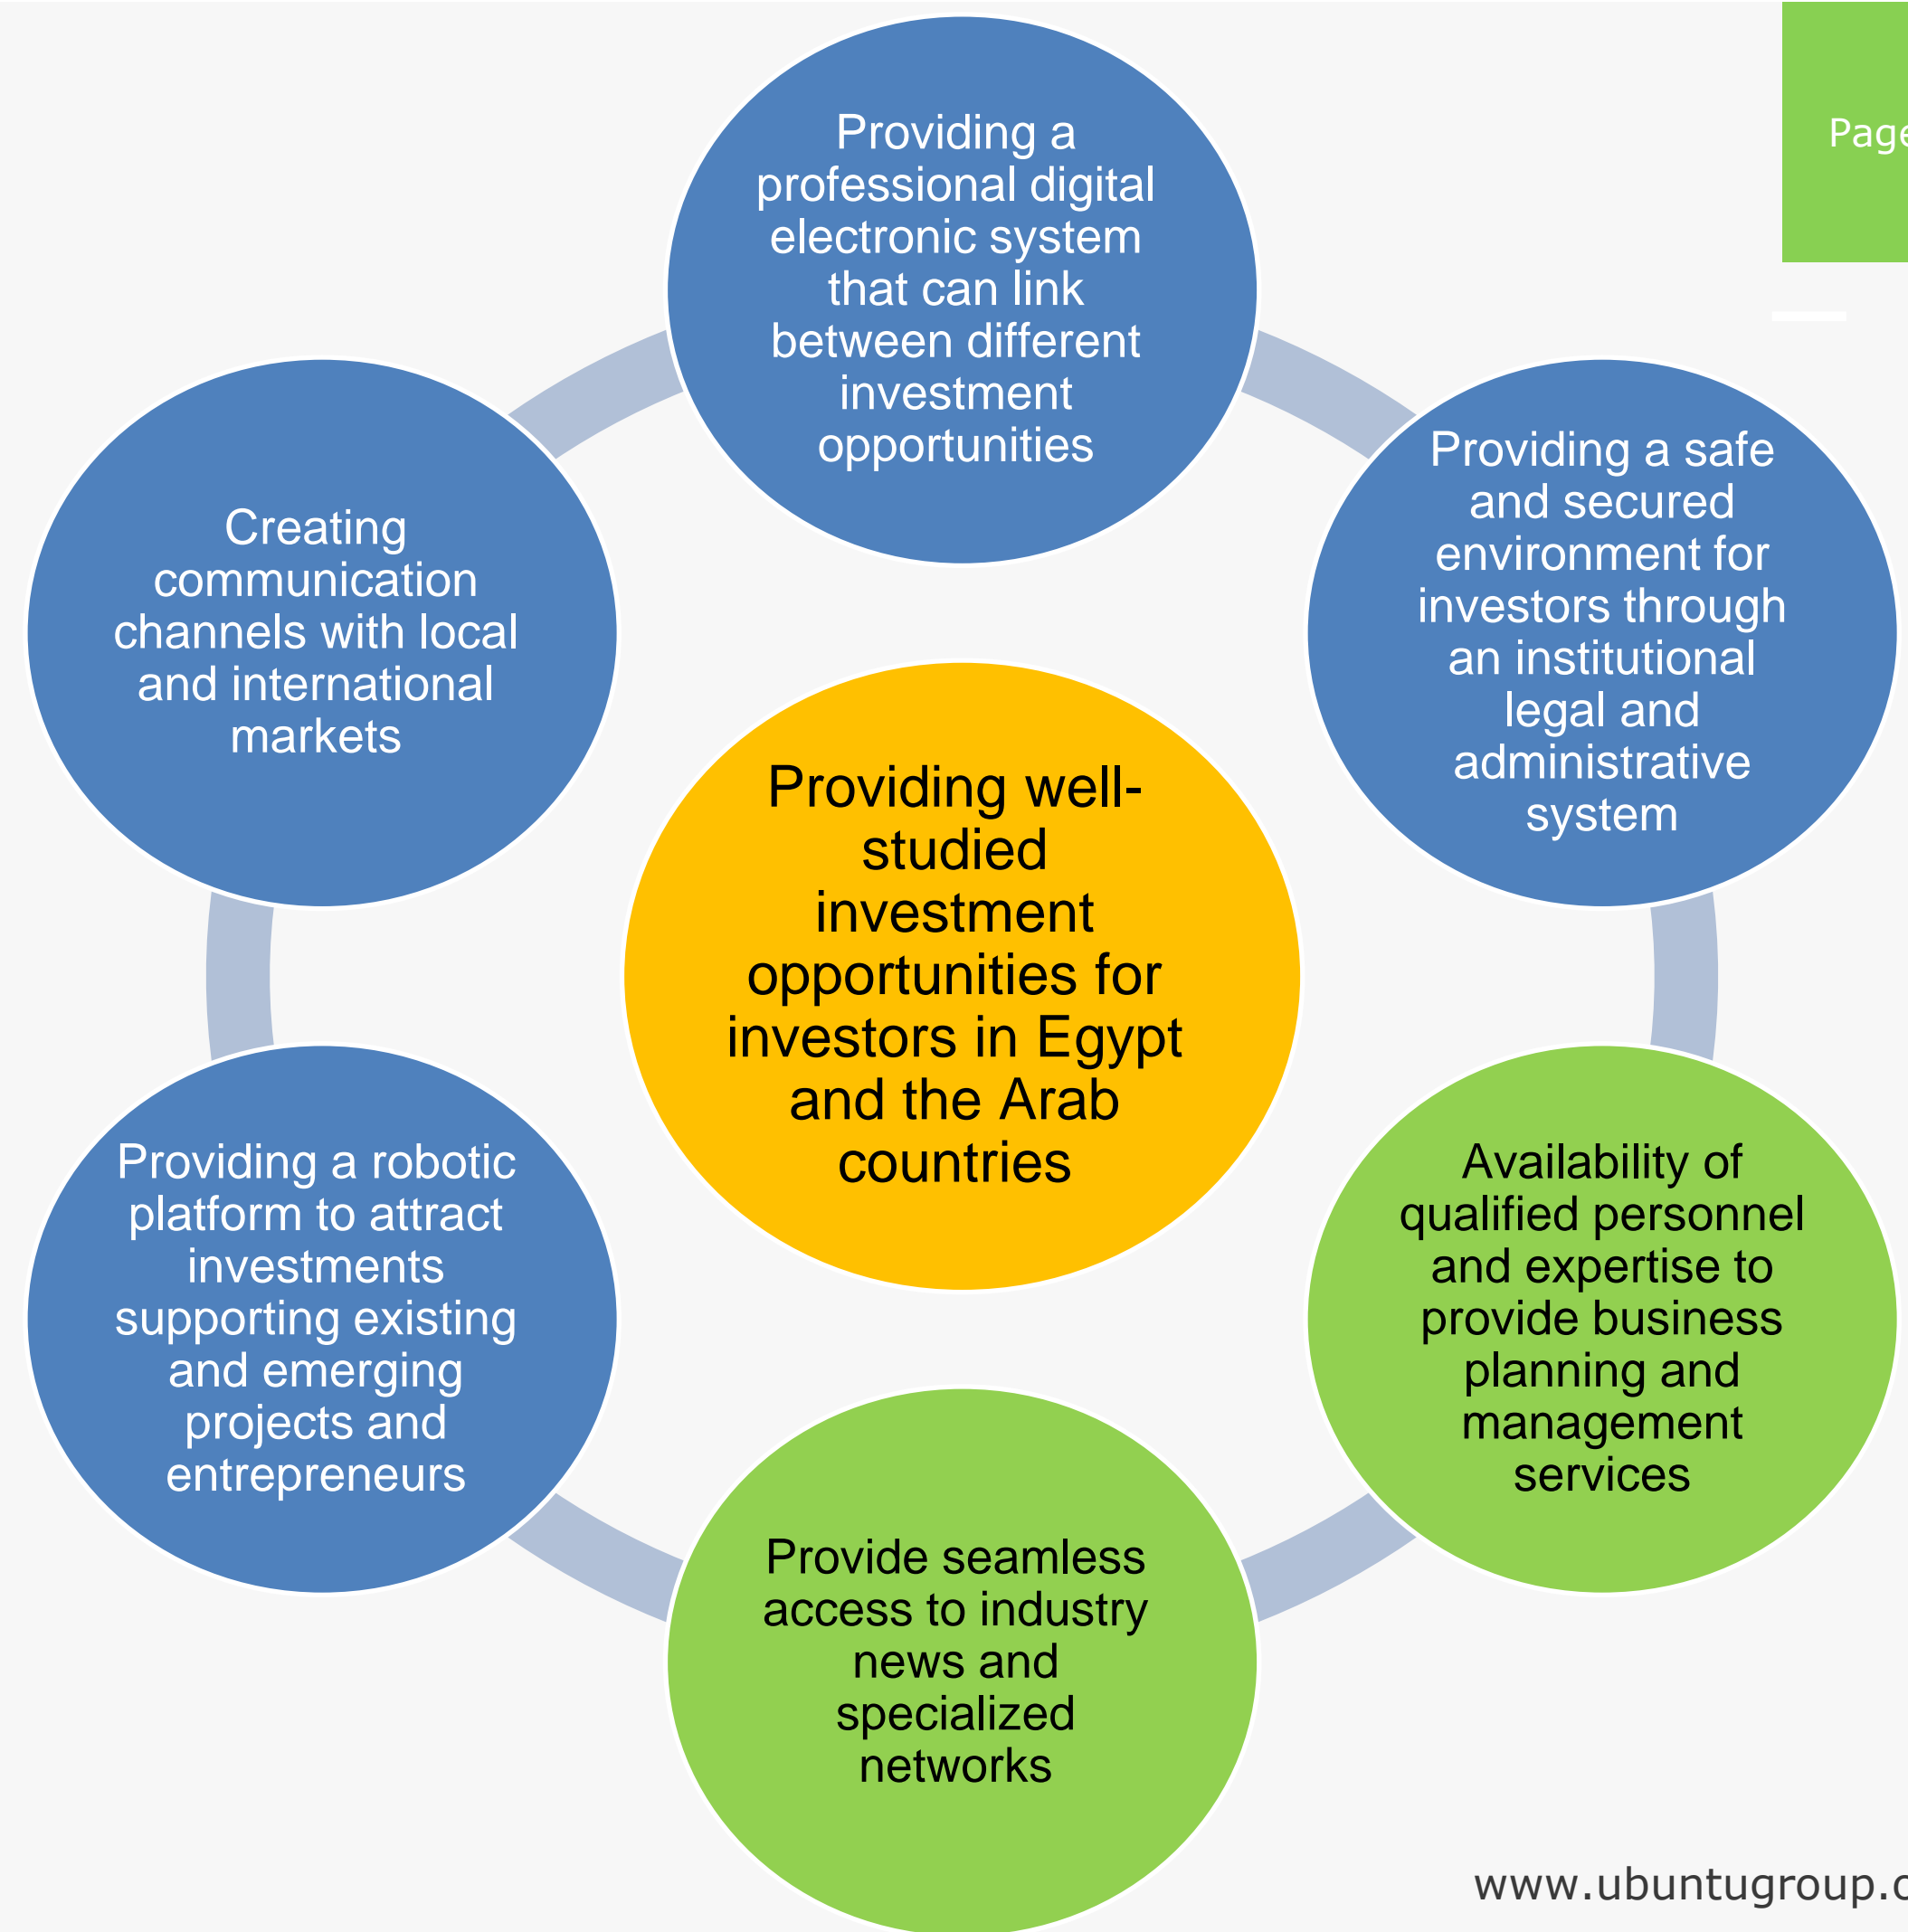 Page
Providing a
professional digital
electronic system
that can link
between different
investment
opportunities
Providing a safe
and secured
environment for
investors through
an institutional
legal and
administrative
system
Availability of
qualified personnel
and expertise to
provide business
planning and
management
services
Provide seamless
access to industry
news and
specialized
networks
Providing a robotic
platform to attract
investments
supporting existing
and emerging
projects and
entrepreneurs
Creating
communication
channels with local
and international
markets
Providing well-
studied
investment
opportunities for
investors in Egypt
and the Arab
countries
www.ubuntugroup.c